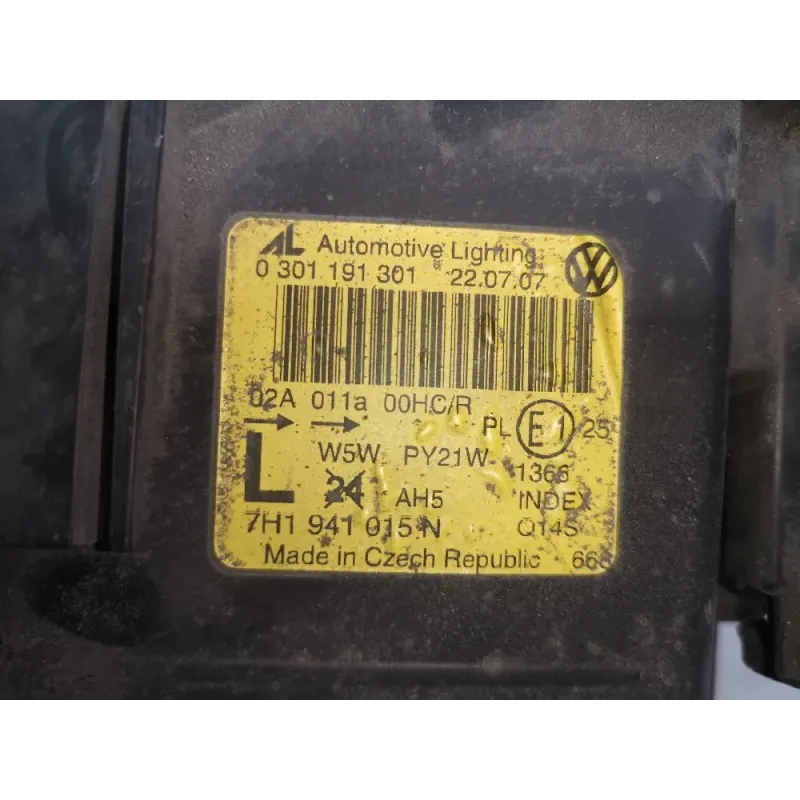 AL Automotive Lighting
0 301 191 301 22.07.07
02A 011a 00HC/R
PL E1 25
W5W PY21W 1366
L 24 AH5 INDEX
7H1 941 015 N Q14S
Made in Czech Republic 668